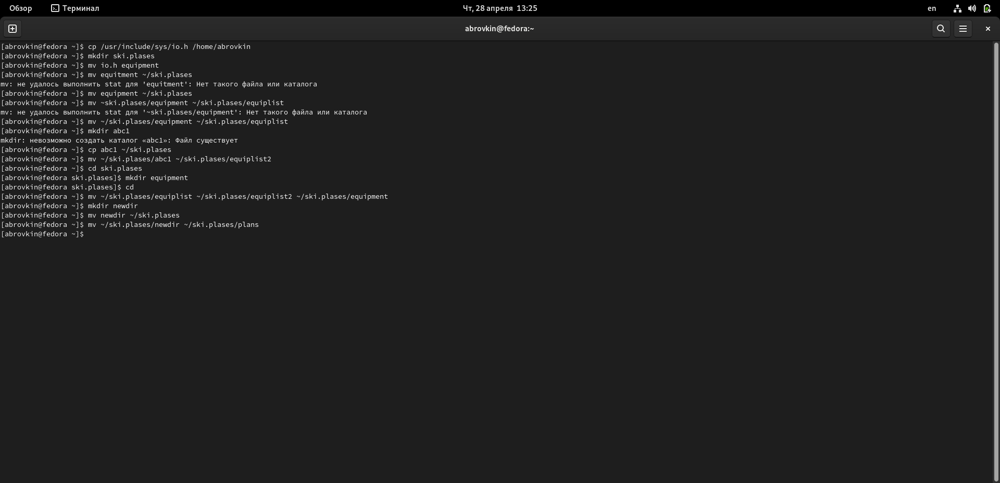 Обзор Терминал Чт, 28 апреля 13:25 en
abrovkin@fedora:~
[abrovkin@fedora ~]$ cp /usr/include/sys/io.h /home/abrovkin
[abrovkin@fedora ~]$ mkdir ski.plases
[abrovkin@fedora ~]$ mv io.h equipment
[abrovkin@fedora ~]$ mv equitment ~/ski.plases
mv: не удалось выполнить stat для 'equitment': Нет такого файла или каталога
[abrovkin@fedora ~]$ mv equipment ~/ski.plases
[abrovkin@fedora ~]$ mv ~ski.plases/equipment ~/ski.plases/equiplist
mv: не удалось выполнить stat для '~ski.plases/equipment': Нет такого файла или каталога
[abrovkin@fedora ~]$ mv ~/ski.plases/equipment ~/ski.plases/equiplist
[abrovkin@fedora ~]$ mkdir abc1
mkdir: невозможно создать каталог «abc1»: Файл существует
[abrovkin@fedora ~]$ cp abc1 ~/ski.plases
[abrovkin@fedora ~]$ mv ~/ski.plases/abc1 ~/ski.plases/equiplist2
[abrovkin@fedora ~]$ cd ski.plases
[abrovkin@fedora ski.plases]$ mkdir equipment
[abrovkin@fedora ski.plases]$ cd
[abrovkin@fedora ~]$ mv ~/ski.plases/equiplist ~/ski.plases/equiplist2 ~/ski.plases/equipment
[abrovkin@fedora ~]$ mkdir newdir
[abrovkin@fedora ~]$ mv newdir ~/ski.plases
[abrovkin@fedora ~]$ mv ~/ski.plases/newdir ~/ski.plases/plans
[abrovkin@fedora ~]$